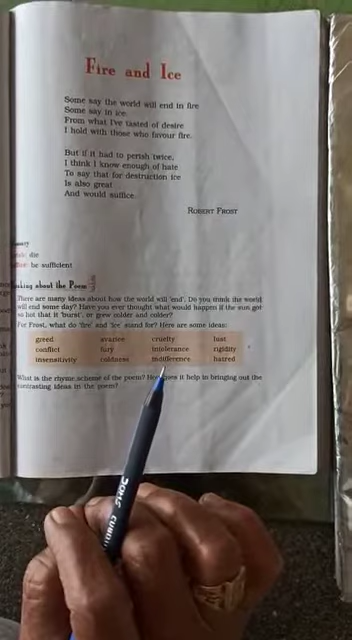 Fire and Ice
Some say the world will end in fire
Some say in ice.
From what I've tasted of desire
I hold with those who favour fire.
But if it had to perish twice,
I think I know enough of hate
To say that for destruction ice
Is also great
And would suffice.
ROBERT FROST
die
be sufficient
about the Poem
There are many ideas about how the world will 'end'. Do you think the world
will end some day? Have you ever thought what would happen if the sun got
so hot that it 'burst', or grew colder and colder?
For Frost, what do 'fire' and 'ice' stand for? Here are some ideas:
greed avarice cruelty lust
conflict fury intolerance rigidity
insensitivity coldness indifference hatred
What is the rhyme scheme of the poem? How does it help in bringing out the
contrasting ideas in the poem?